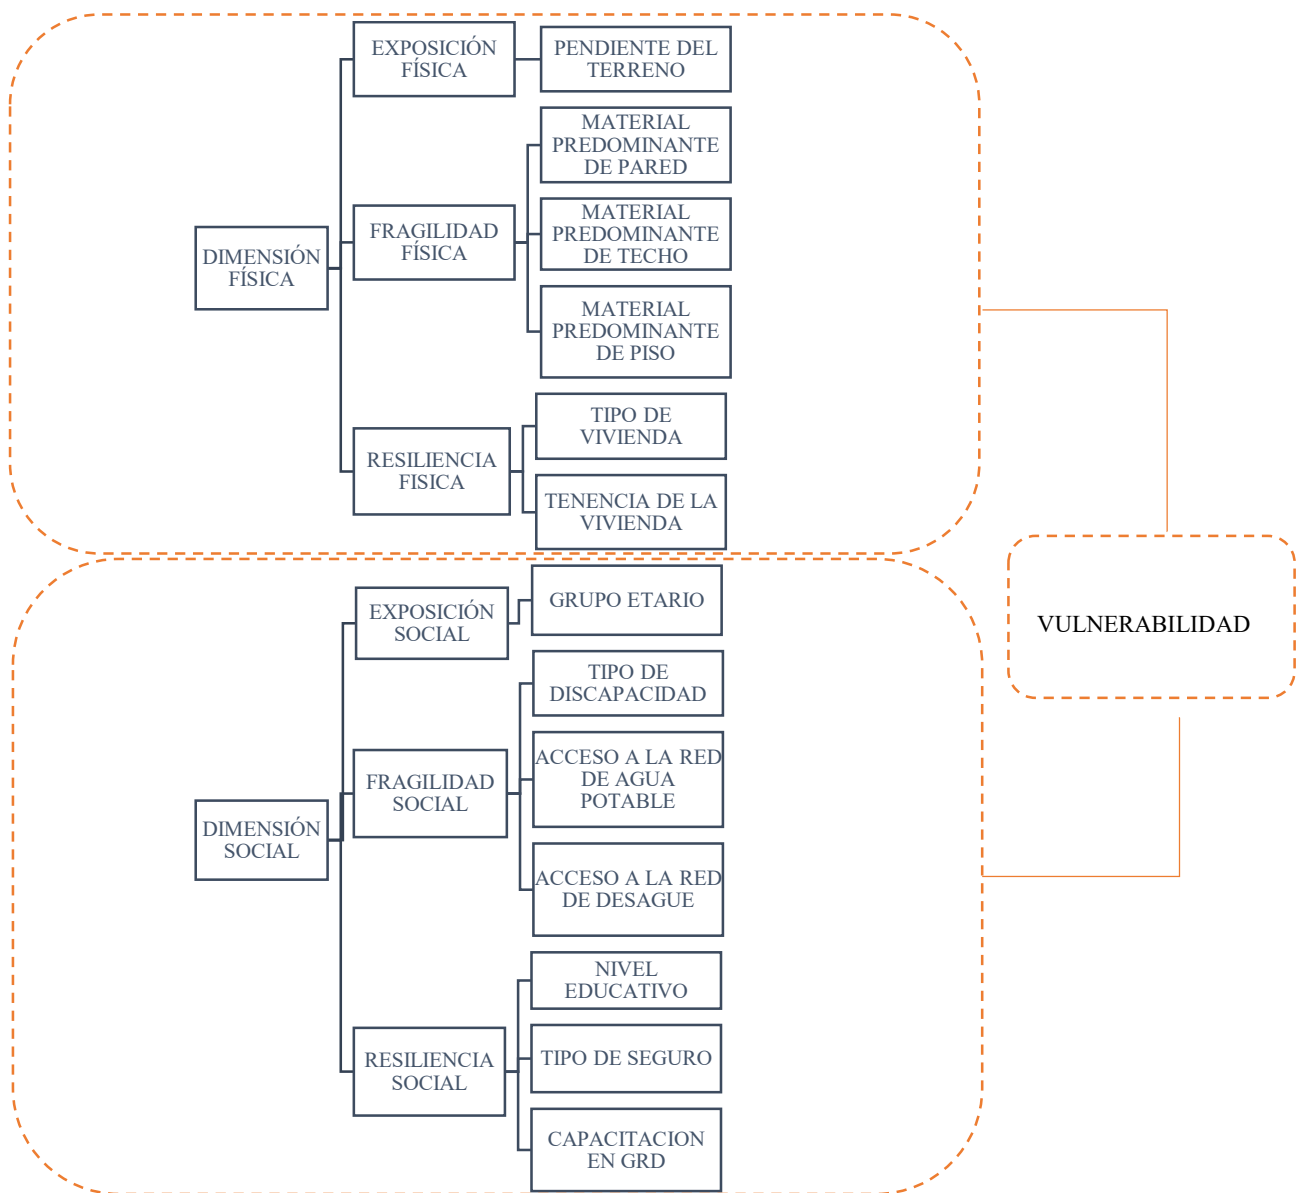 EXPOSICIÓN
FÍSICA
PENDIENTE DEL
TERRENO
MATERIAL
PREDOMINANTE
DE PARED
DIMENSIÓN
FÍSICA
FRAGILIDAD
FÍSICA
MATERIAL
PREDOMINANTE
DE TECHO
MATERIAL
PREDOMINANTE
DE PISO
RESILIENCIA
FISICA
TIPO DE
VIVIENDA
TENENCIA DE LA
VIVIENDA
EXPOSICIÓN
SOCIAL
GRUPO ETARIO
VULNERABILIDAD
TIPO DE
DISCAPACIDAD
DIMENSIÓN
SOCIAL
FRAGILIDAD
SOCIAL
ACCESO A LA RED
DE AGUA
POTABLE
ACCESO A LA RED
DE DESAGUE
NIVEL
EDUCATIVO
RESILIENCIA
SOCIAL
TIPO DE SEGURO
CAPACITACION
EN GRD